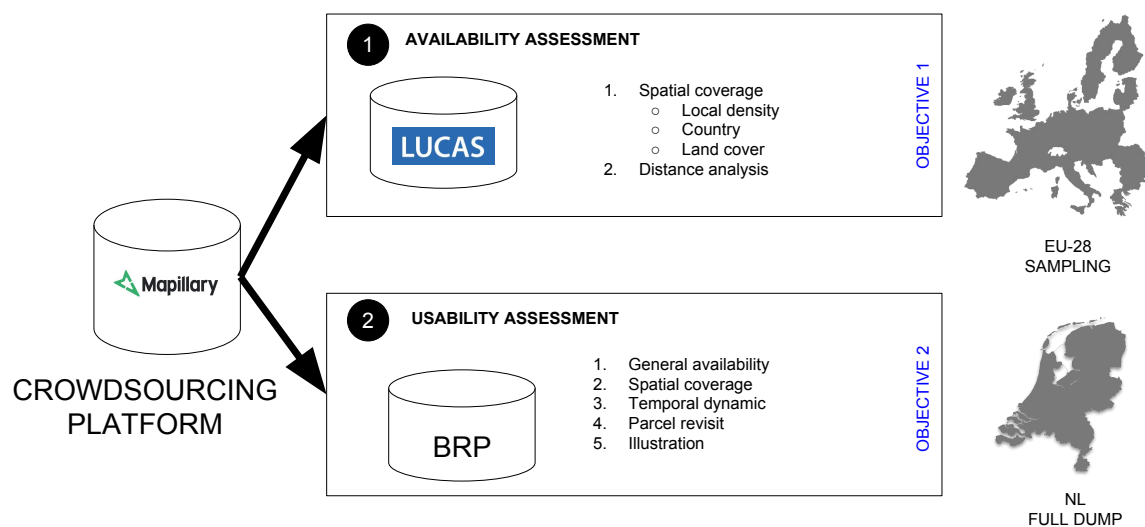 1 AVAILABILITY ASSESSMENT
LUCAS
1. Spatial coverage
○ Local density
○ Country
○ Land cover
2. Distance analysis
OBJECTIVE 1
EU-28
SAMPLING
Mapillary
CROWDSOURCING
PLATFORM
2 USABILITY ASSESSMENT
BRP
1. General availability
2. Spatial coverage
3. Temporal dynamic
4. Parcel revisit
5. Illustration
OBJECTIVE 2
NL
FULL DUMP